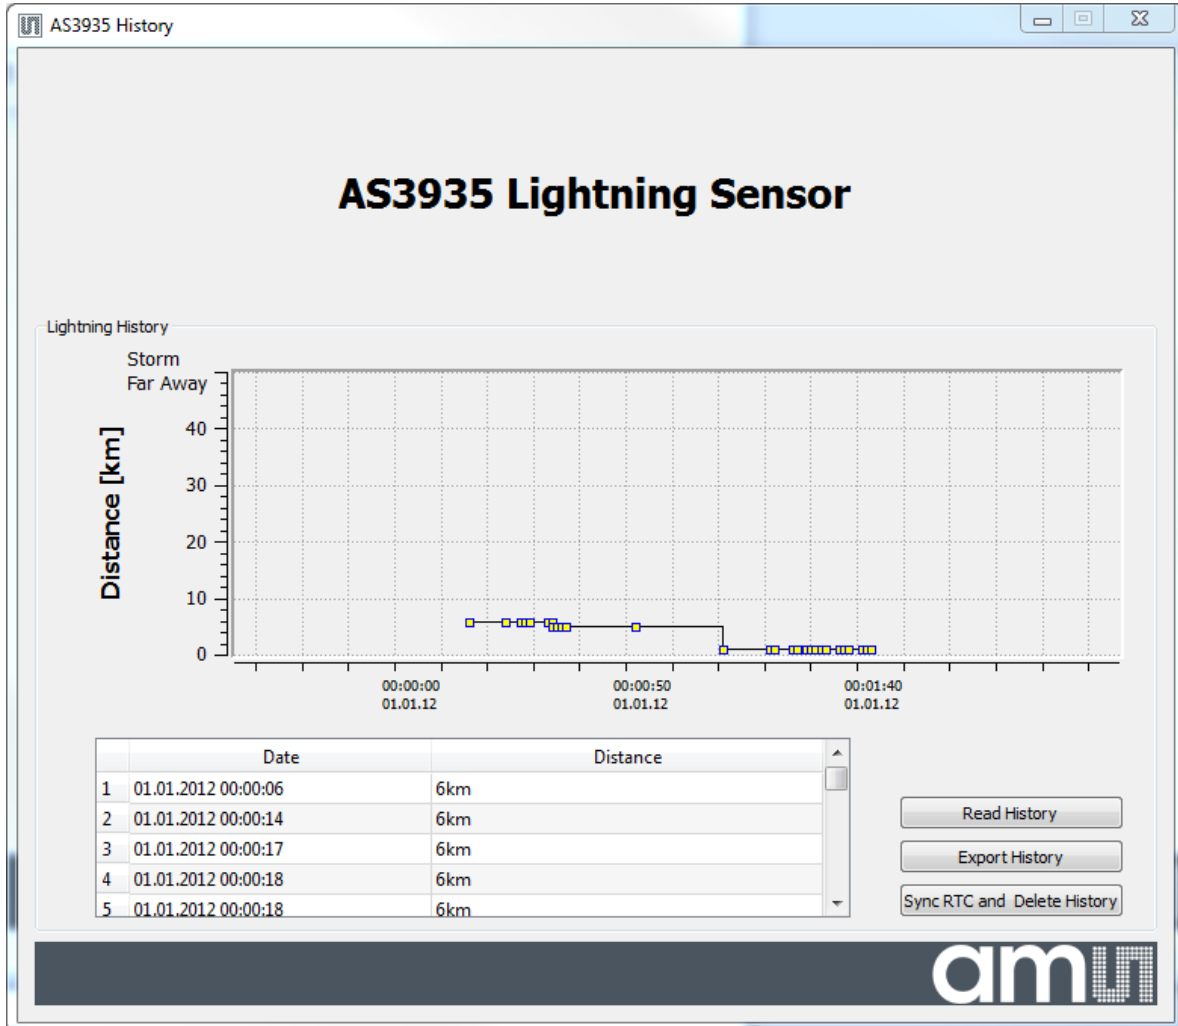 AS3935 History
AS3935 Lightning Sensor
Lightning History
Storm
Far Away
Distance [km]
40
30
20
10
0
00:00:00 00:00:50 00:01:40
01.01.12 01.01.12 01.01.12
Date Distance
1 01.01.2012 00:00:06 6km
2 01.01.2012 00:00:14 6km
3 01.01.2012 00:00:17 6km
4 01.01.2012 00:00:18 6km
5 01.01.2012 00:00:18 6km
Read History
Export History
Sync RTC and Delete History
am